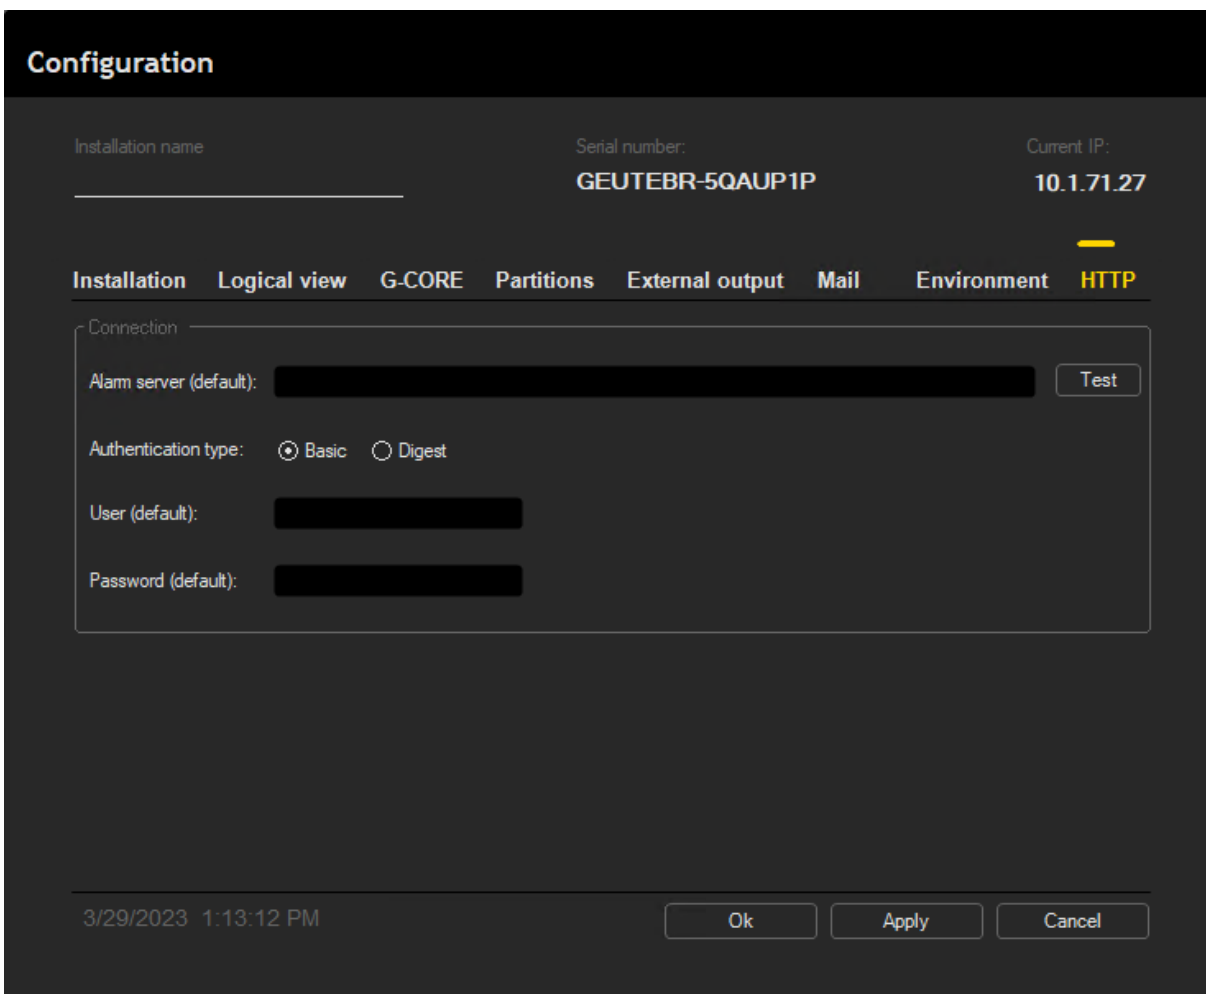 Configuration
Installation name Serial number: Current IP:
GEUTEBR-5QAUP1P 10.1.71.27
Installation Logical view G-CORE Partitions External output Mail Environment HTTP
Connection
Alarm server (default): Test
Authentication type: Basic Digest
User (default):
Password (default):
3/29/2023 1:13:12 PM Ok Apply Cancel